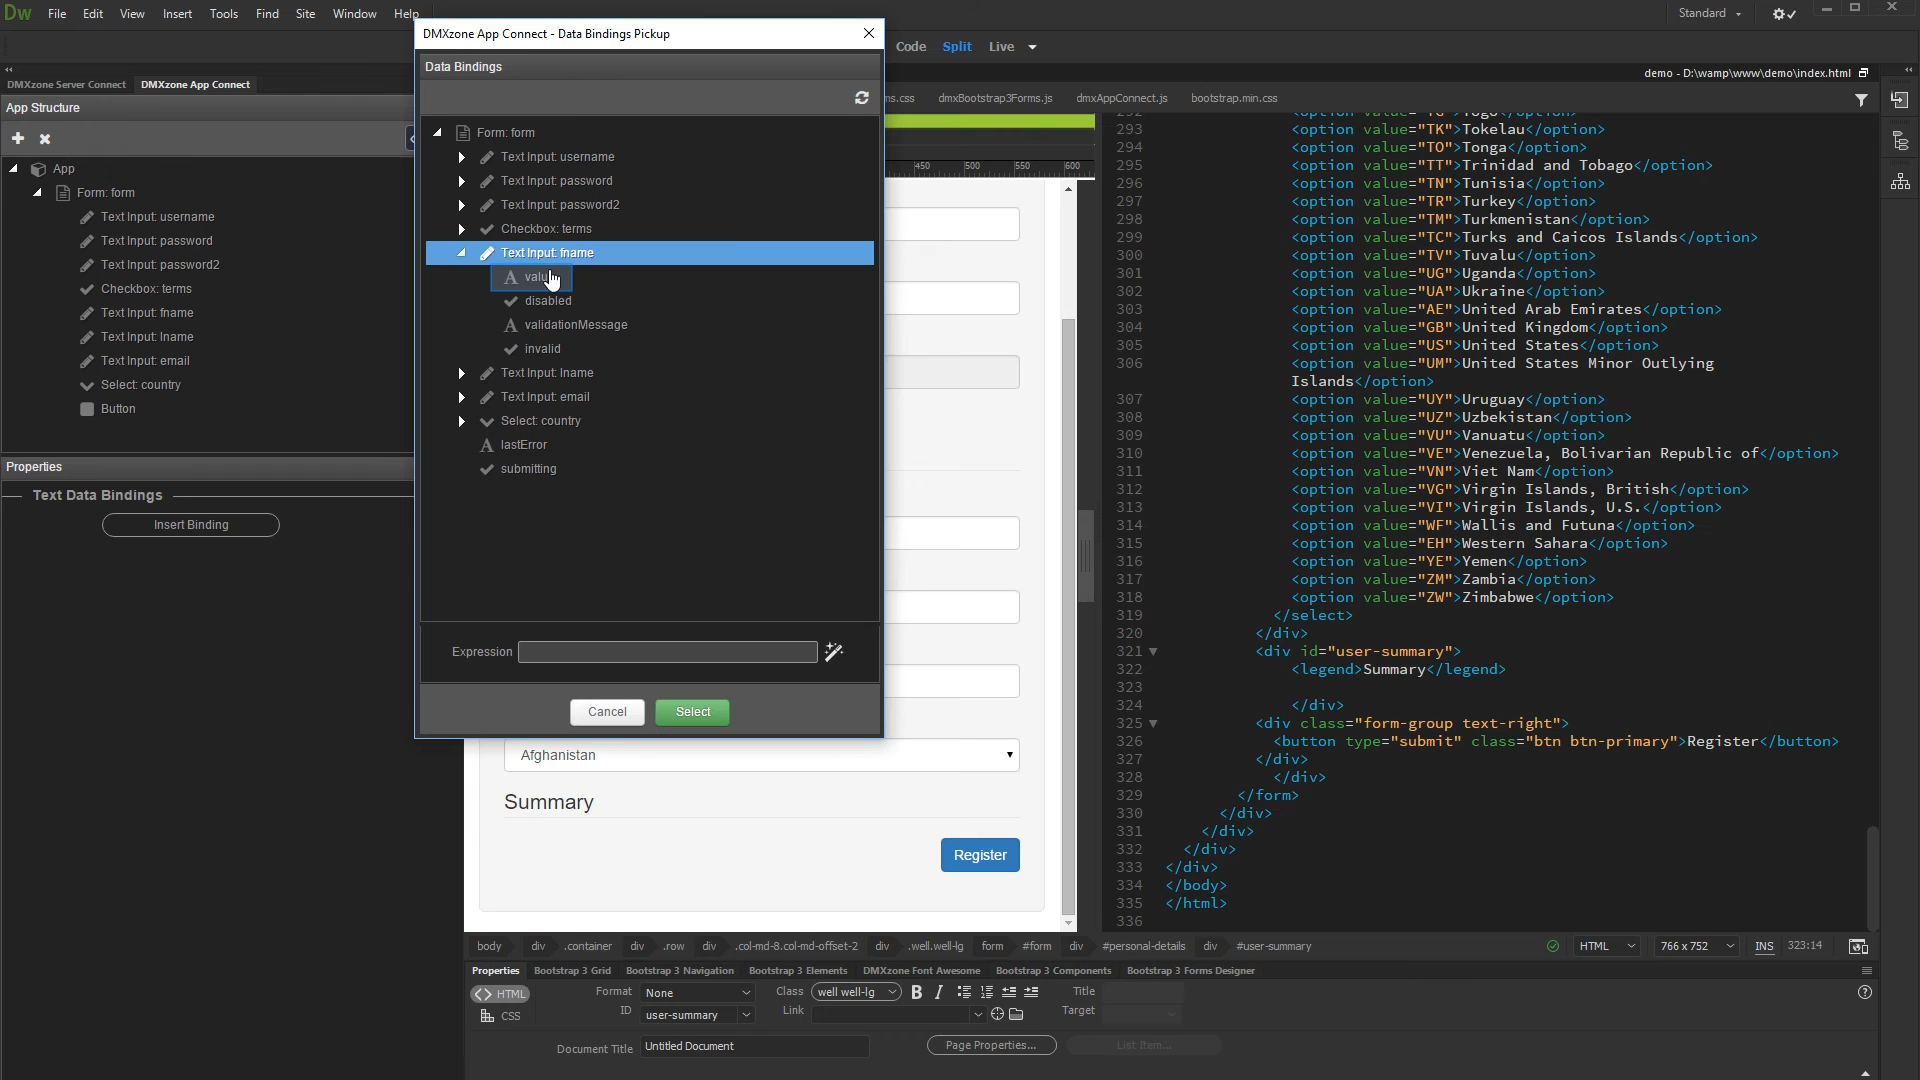 Dw File Edit View Insert Tools Find Site Window Help
Standard
DMXzone App Connect - Data Bindings Pickup
Code Split Live
DMXzone Server Connect DMXzone App Connect
App Structure
App
Form: form
Text Input: username
Text Input: password
Text Input: password2
Checkbox: terms
Text Input: fname
Text Input: lname
Text Input: email
Select: country
Button
Properties
Text Data Bindings
Insert Binding
Data Bindings
Form: form
Text Input: username
Text Input: password
Text Input: password2
Checkbox: terms
Text Input: fname
disabled
validationMessage
invalid
Text Input: lname
Text Input: email
Select: country
lastError
submitting
Expression
Cancel Select
demo - D:\wamp\www\demo\index.html
ms.css dmxBootstrap3Forms.js dmxAppConnect.js bootstrap.min.css
450 500 550 600
Afghanistan
Summary
Register
293 <option value="TK">Tokelau</option>
294 <option value="TO">Tonga</option>
295 <option value="TT">Trinidad and Tobago</option>
296 <option value="TN">Tunisia</option>
297 <option value="TR">Turkey</option>
298 <option value="TM">Turkmenistan</option>
299 <option value="TC">Turks and Caicos Islands</option>
300 <option value="TV">Tuvalu</option>
301 <option value="UG">Uganda</option>
302 <option value="UA">Ukraine</option>
303 <option value="AE">United Arab Emirates</option>
304 <option value="GB">United Kingdom</option>
305 <option value="US">United States</option>
306 <option value="UM">United States Minor Outlying
Islands</option>
307 <option value="UY">Uruguay</option>
308 <option value="UZ">Uzbekistan</option>
309 <option value="VU">Vanuatu</option>
310 <option value="VE">Venezuela, Bolivarian Republic of</option>
311 <option value="VN">Viet Nam</option>
312 <option value="VG">Virgin Islands, British</option>
313 <option value="VI">Virgin Islands, U.S.</option>
314 <option value="WF">Wallis and Futuna</option>
315 <option value="EH">Western Sahara</option>
316 <option value="YE">Yemen</option>
317 <option value="ZM">Zambia</option>
318 <option value="ZW">Zimbabwe</option>
319 </select>
320 </div>
321 <div id="user-summary">
322 <legend>Summary</legend>
323
324 </div>
325 <div class="form-group text-right">
326 <button type="submit" class="btn btn-primary">Register</button>
327 </div>
328 </div>
329 </form>
330 </div>
331 </div>
332 </div>
333 </div>
334 </body>
335 </html>
336
body div .container div .row div .col-md-8.col-md-offset-2 div .well.well-lg form #form div #personal-details div #user-summary
HTML 766 x 752 INS 323:14
Properties Bootstrap 3 Grid Bootstrap 3 Navigation Bootstrap 3 Elements DMXzone Font Awesome Bootstrap 3 Components Bootstrap 3 Forms Designer
<> HTML Format None Class well well-lg B I Title
CSS ID user-summary Link Target
Document Title Untitled Document Page Properties... List Item...